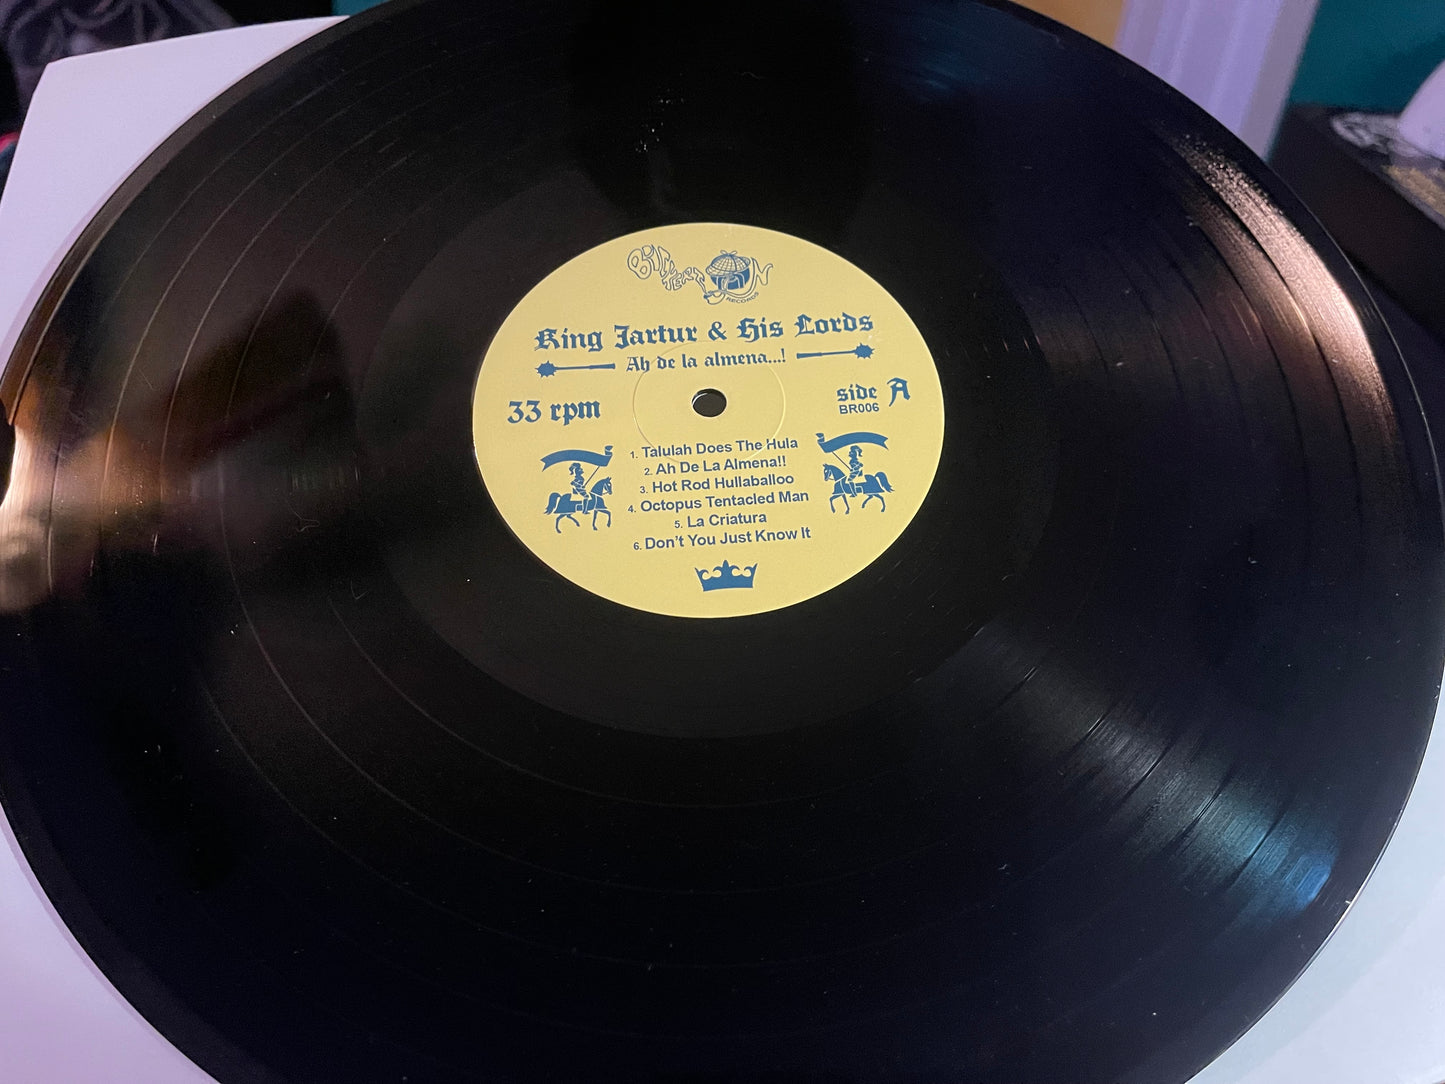 RECORDS
King Jartur & His Lords
Ah de la almena...!
33 rpm
side A
BR006
1. Talulah Does The Hula
2. Ah De La Almena!!
3. Hot Rod Hullaballoo
4. Octopus Tentacled Man
5. La Criatura
6. Don't You Just Know It